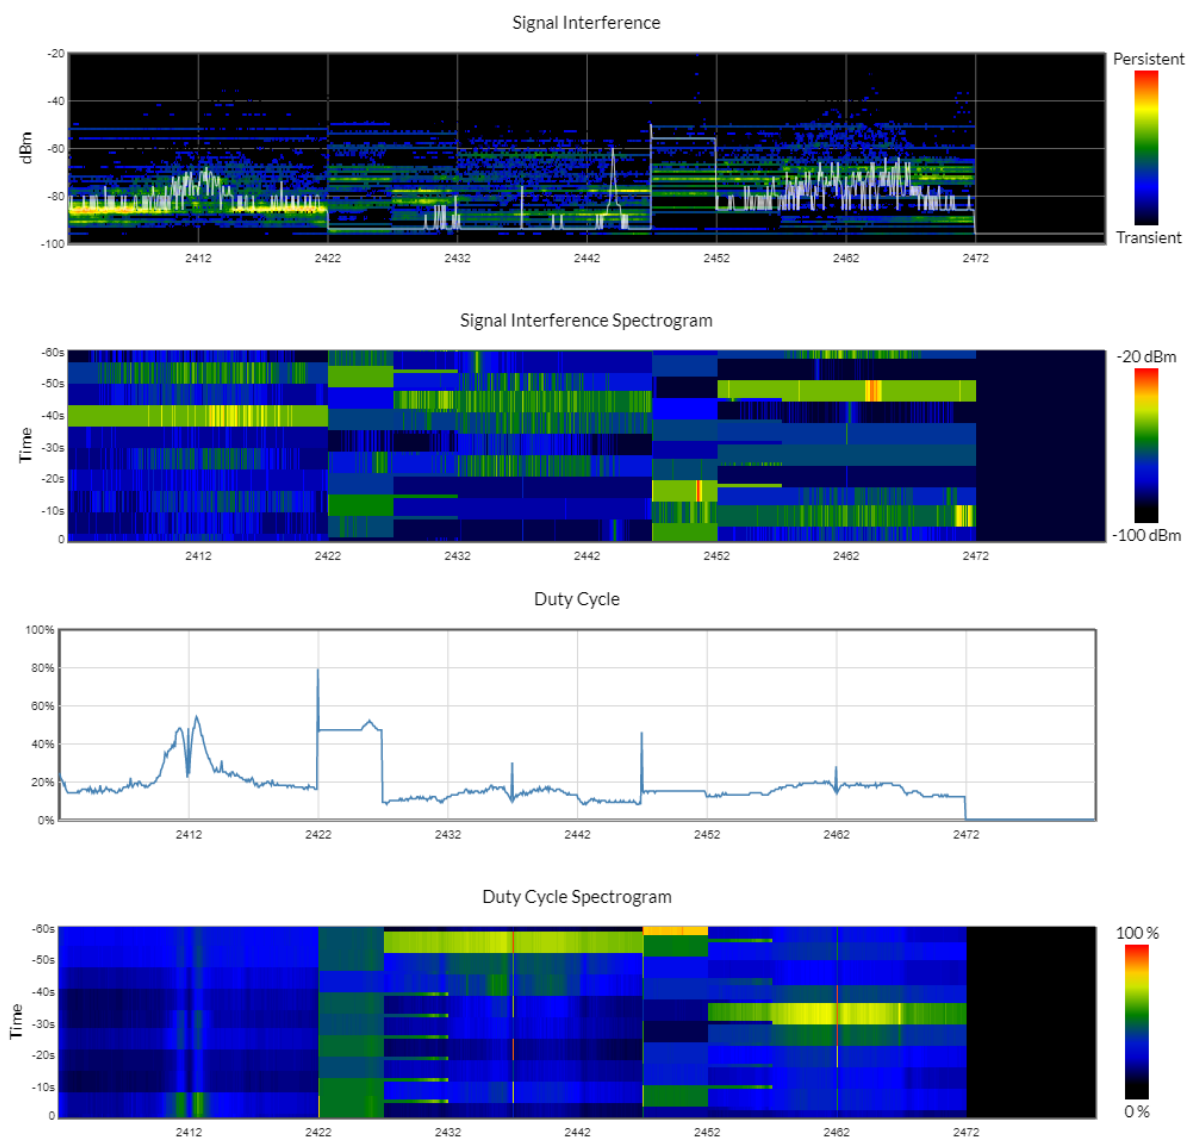 Signal Interference
-20
-40
-60
-80
-100
dBm
2412 2422 2432 2442 2452 2462 2472
Persistent
Transient
Signal Interference Spectrogram
-60s
-50s
-40s
-30s
-20s
-10s
0
Time
2412 2422 2432 2442 2452 2462 2472
-20 dBm
-100 dBm
Duty Cycle
100%
80%
60%
40%
20%
0%
2412 2422 2432 2442 2452 2462 2472
Duty Cycle Spectrogram
-60s
-50s
-40s
-30s
-20s
-10s
0
Time
2412 2422 2432 2442 2452 2462 2472
100 %
0 %